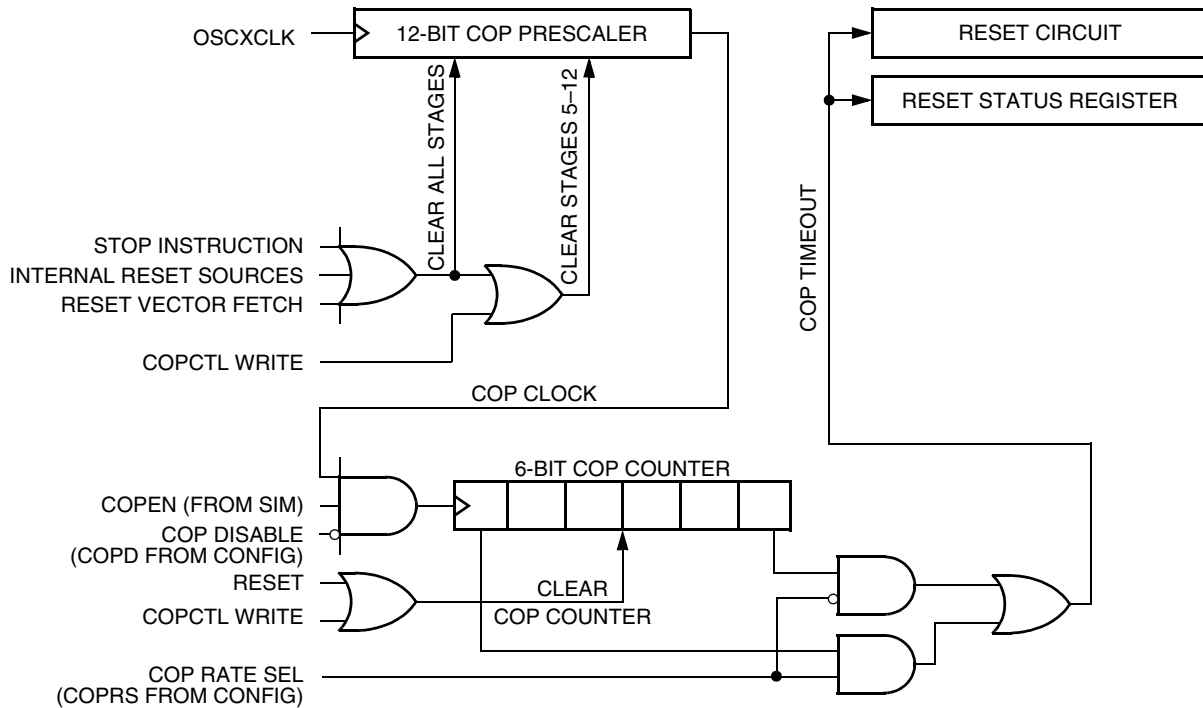 OSCXCLK
12-BIT COP PRESCALER
RESET CIRCUIT
RESET STATUS REGISTER
CLEAR ALL STAGES
CLEAR STAGES 5–12
COP TIMEOUT
STOP INSTRUCTION
INTERNAL RESET SOURCES
RESET VECTOR FETCH
COPCTL WRITE
COP CLOCK
6-BIT COP COUNTER
COPEN (FROM SIM)
COP DISABLE
(COPD FROM CONFIG)
RESET
COPCTL WRITE
CLEAR
COP COUNTER
COP RATE SEL
(COPRS FROM CONFIG)